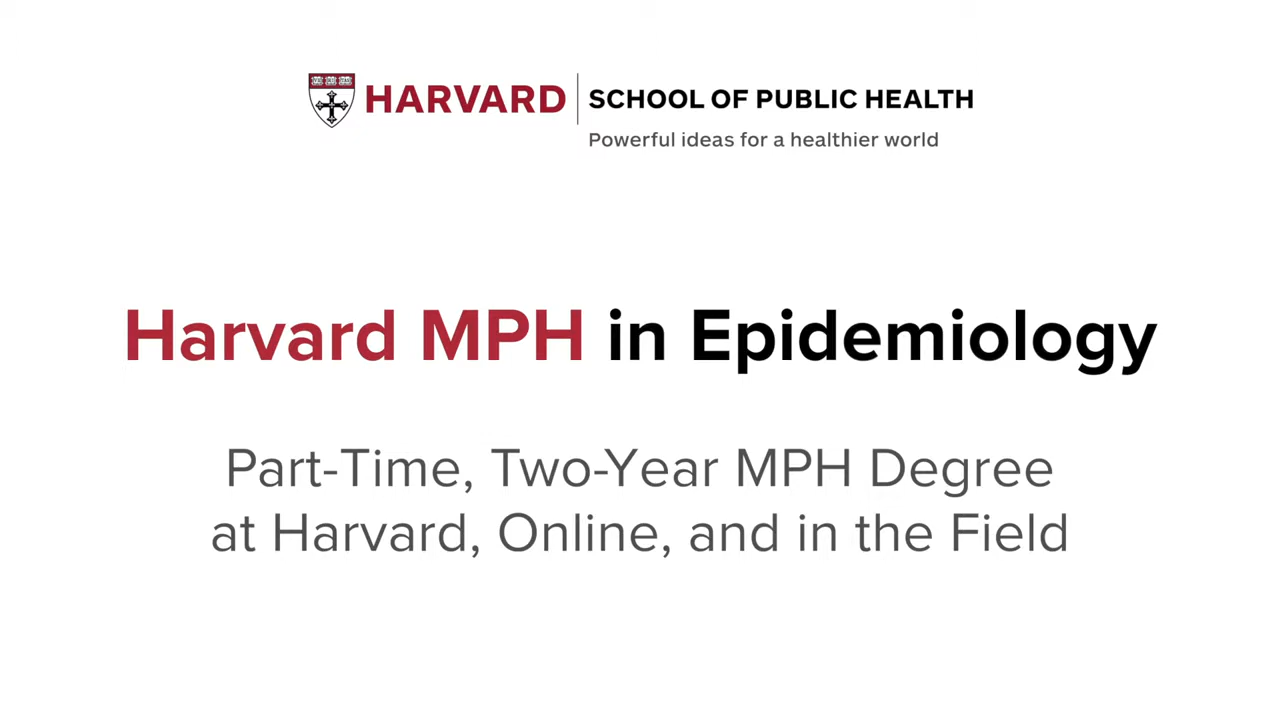 HARVARD SCHOOL OF PUBLIC HEALTH
Powerful ideas for a healthier world
Harvard MPH in Epidemiology
Part-Time, Two-Year MPH Degree
at Harvard, Online, and in the Field